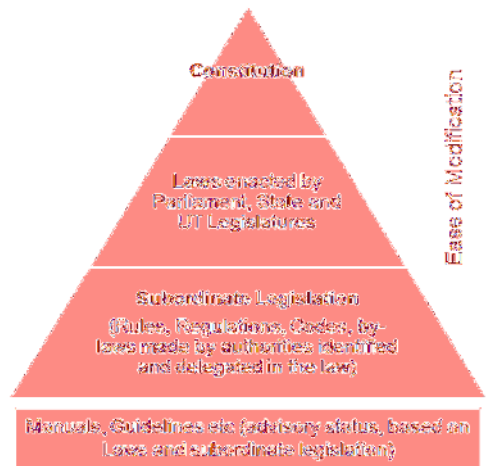 Constitution
Laws enacted by
Parliament, State and
UT Legislatures
Subordinate Legislation
(Rules, Regulations, Codes, by-
laws made by authorities identified
and delegated in the law)
Manuals, Guidelines etc (advisory status, based on
Laws and subordinate legislation)
Ease of Modification